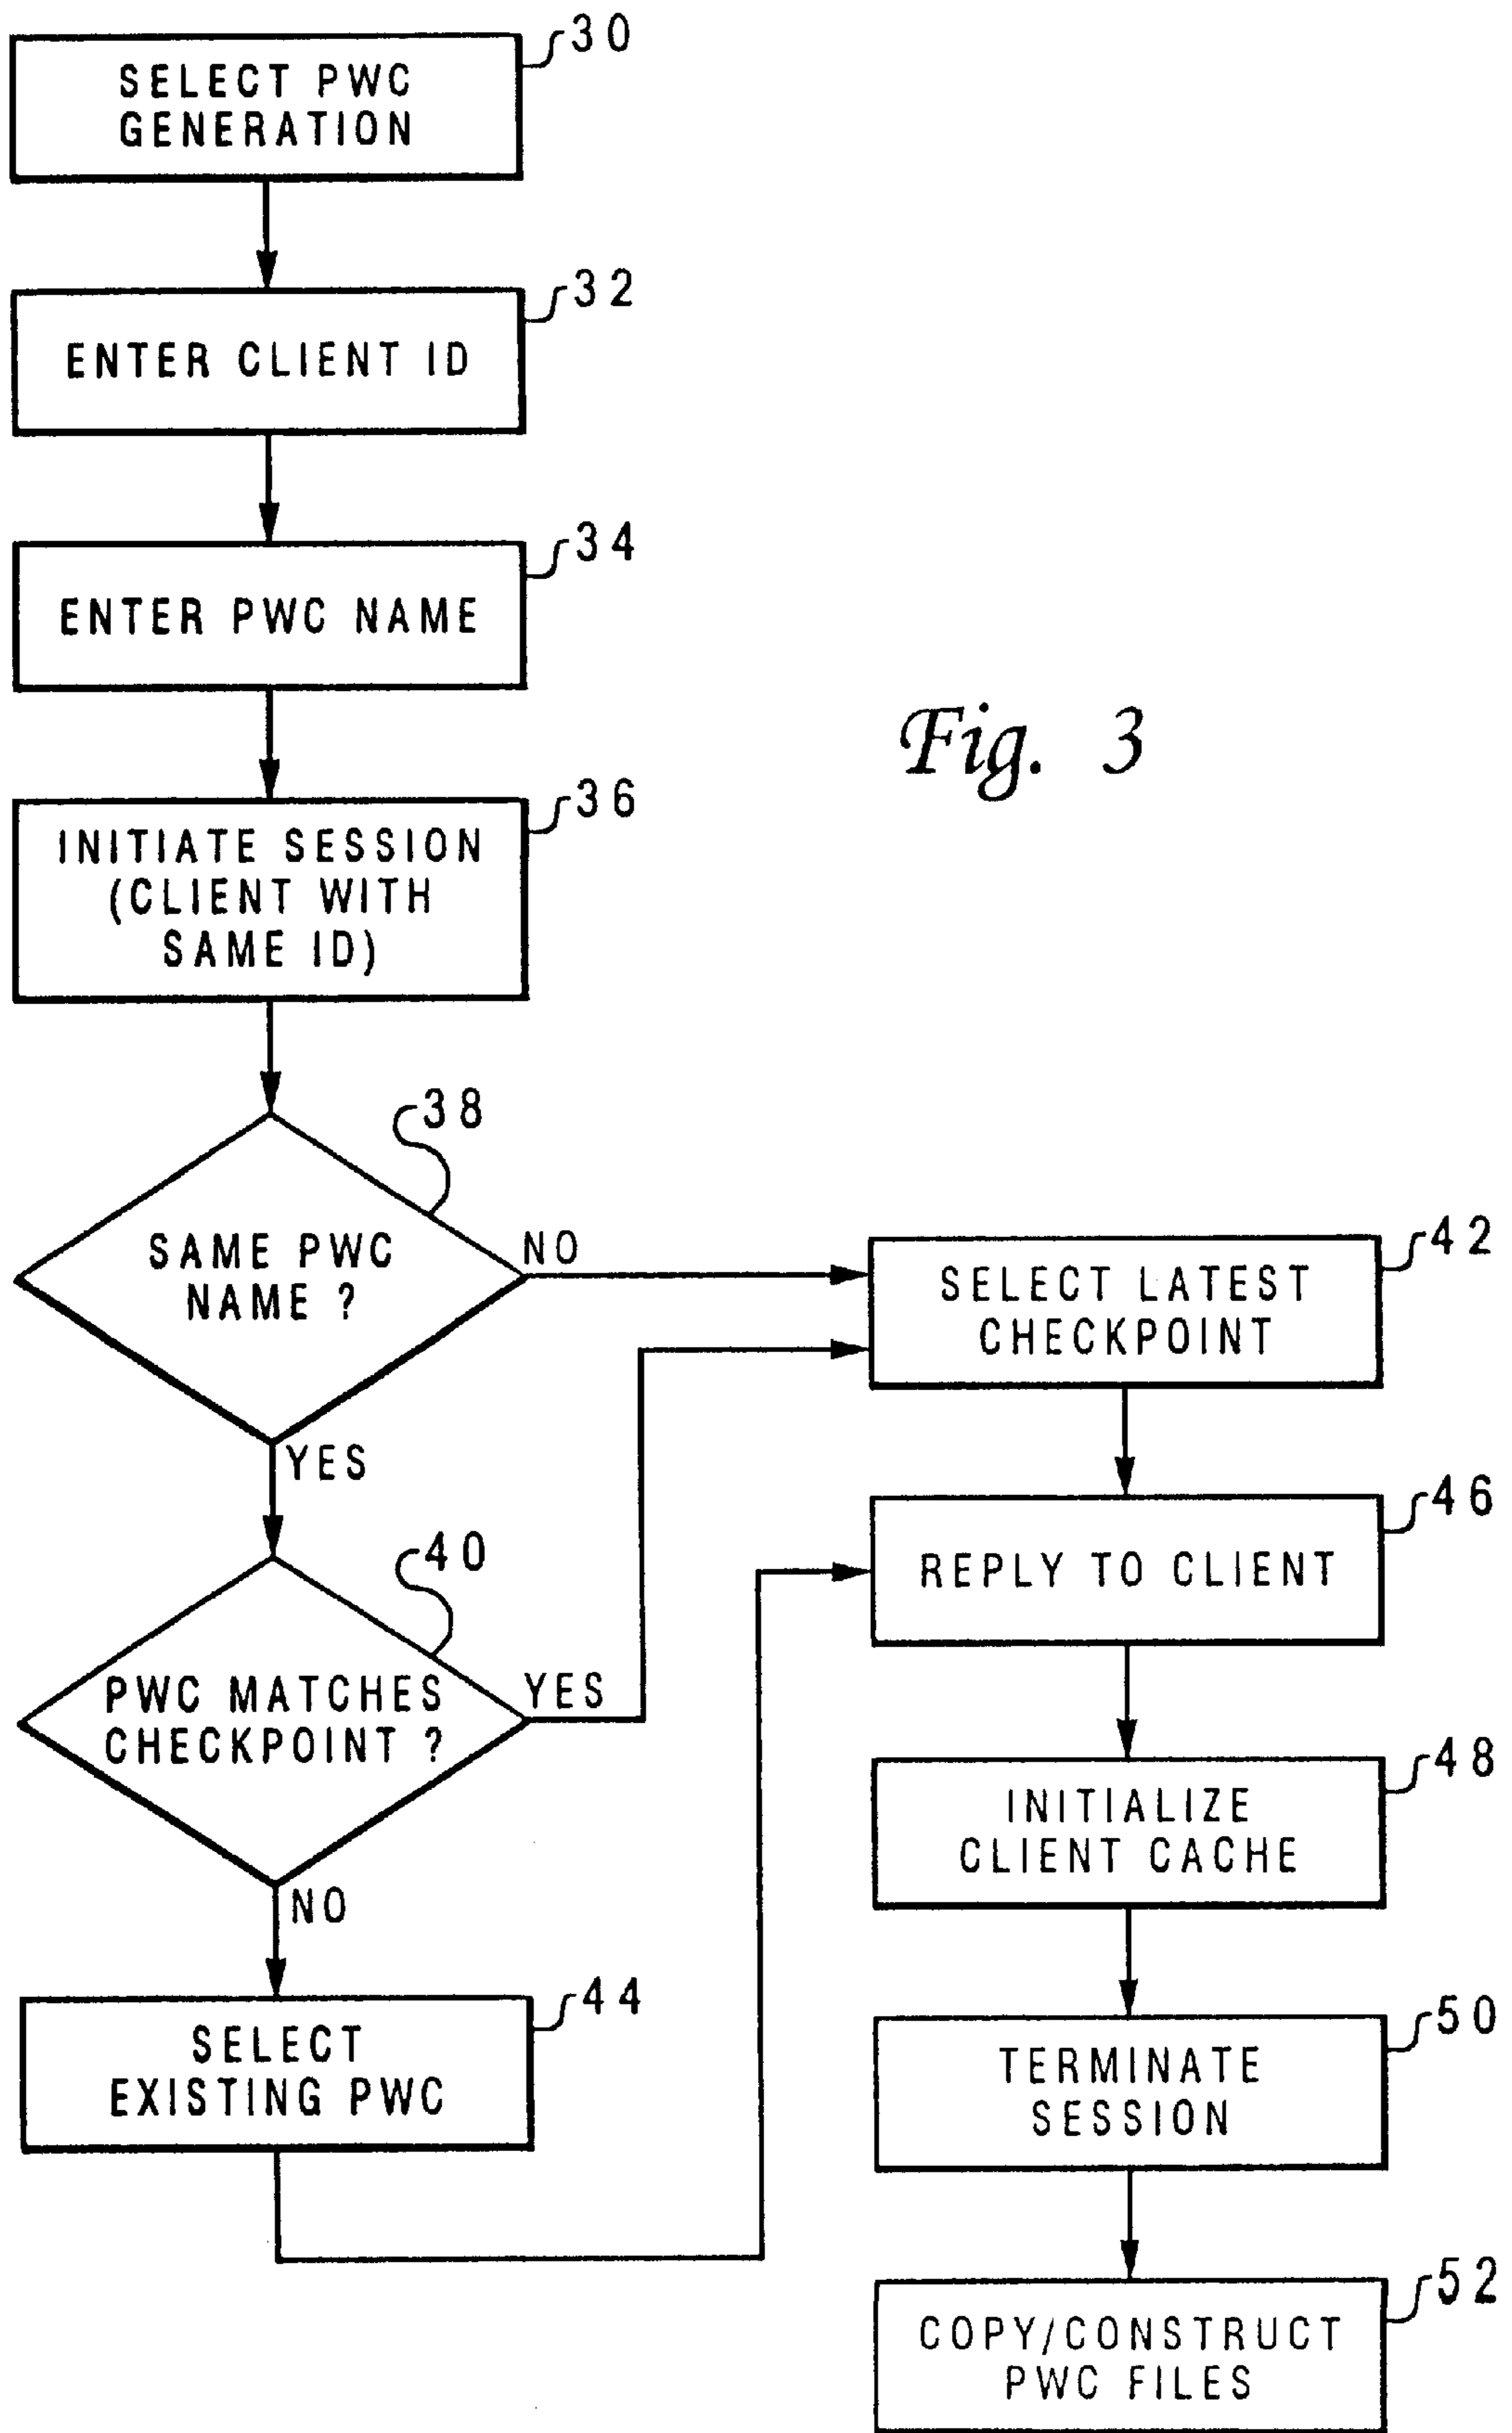 30
SELECT PWC
GENERATION
32
ENTER CLIENT ID
34
ENTER PWC NAME
Fig. 3
36
INITIATE SESSION
(CLIENT WITH
SAME ID)
38
SAME PWC
NAME ?
NO
YES
40
PWC MATCHES
CHECKPOINT ?
YES
NO
44
SELECT
EXISTING PWC
42
SELECT LATEST
CHECKPOINT
46
REPLY TO CLIENT
48
INITIALIZE
CLIENT CACHE
50
TERMINATE
SESSION
52
COPY/CONSTRUCT
PWC FILES